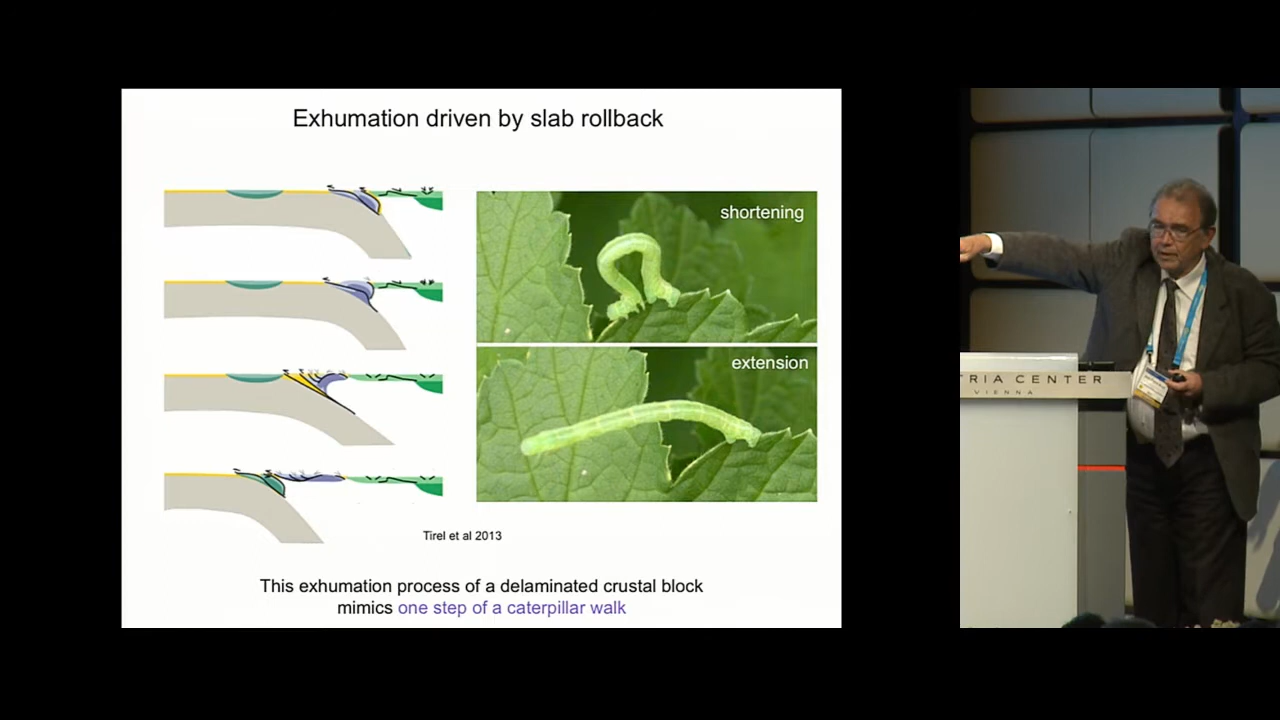 Exhumation driven by slab rollback
shortening
extension
Tirel et al 2013
This exhumation process of a delaminated crustal block
mimics one step of a caterpillar walk
TRIA CENTER
VIENNA